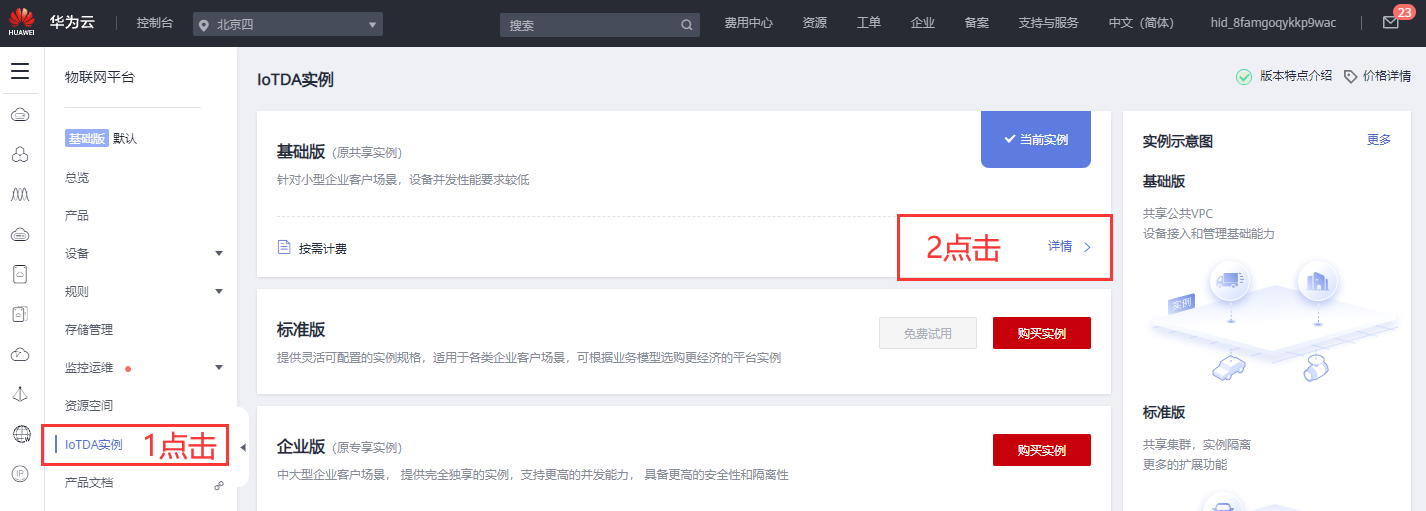 HUAWEI
华为云
控制台
北京四
搜索
费用中心
资源
工单
企业
备案
支持与服务
中文（简体）
hid_8famgoqykkp9wac
23
物联网平台
基础版 默认
总览
产品
设备
规则
存储管理
监控运维
资源空间
IoTDA实例
1点击
产品文档
IP
IoTDA实例
版本特点介绍
价格详情
基础版（原共享实例）
当前实例
针对小型企业客户场景，设备并发性能要求较低
按需计费
2点击
详情
标准版
提供灵活可配置的实例规格，适用于各类企业客户场景，可根据业务模型选购更经济的平台实例
免费试用
购买实例
企业版（原专享实例）
中大型企业客户场景， 提供完全独享的实例，支持更高的并发能力， 具备更高的安全性和隔离性
购买实例
实例示意图
更多
基础版
共享公共VPC
设备接入和管理基础能力
实例
标准版
共享集群，实例隔离
更多的扩展功能